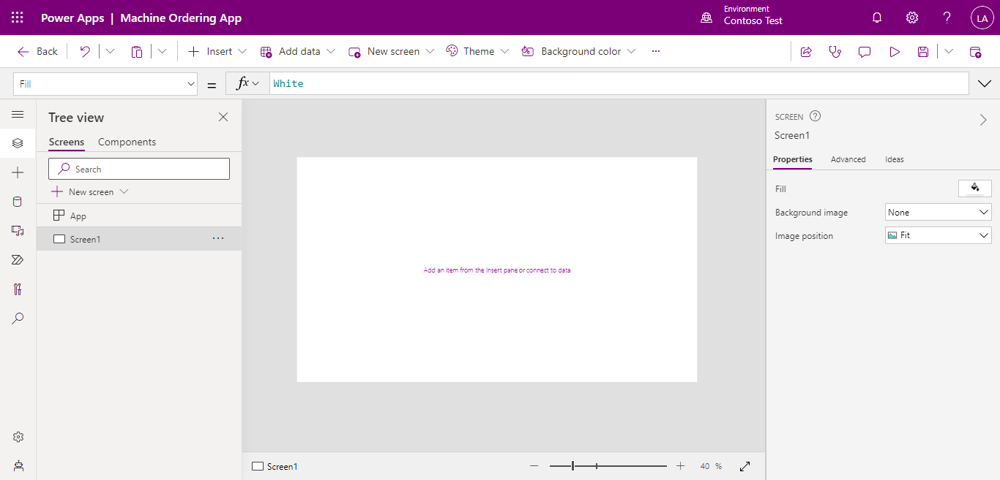 Power Apps | Machine Ordering App
Environment
Contoso Test
?
LA
Back
Insert
Add data
New screen
Theme
Background color
...
Fill
=
fx
White
Tree view
Screens
Components
Search
New screen
App
Screen1
...
Add an item from the Insert pane or connect to data
Screen1
40 %
SCREEN ?
Screen1
Properties
Advanced
Ideas
Fill
Background image
None
Image position
Fit